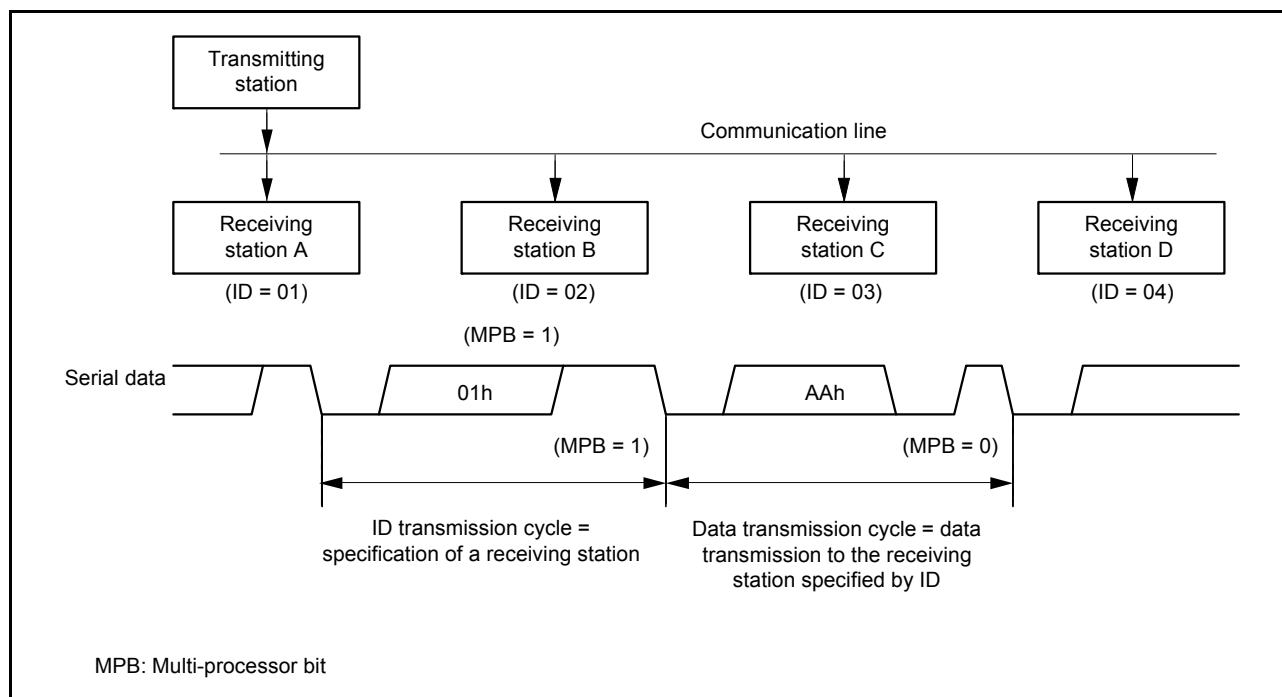 Transmitting
station
Communication line
Receiving
station A
(ID = 01)
Receiving
station B
(ID = 02)
Receiving
station C
(ID = 03)
Receiving
station D
(ID = 04)
(MPB = 1)
Serial data
01h
AAh
(MPB = 1)
(MPB = 0)
ID transmission cycle =
specification of a receiving station
Data transmission cycle = data
transmission to the receiving
station specified by ID
MPB: Multi-processor bit